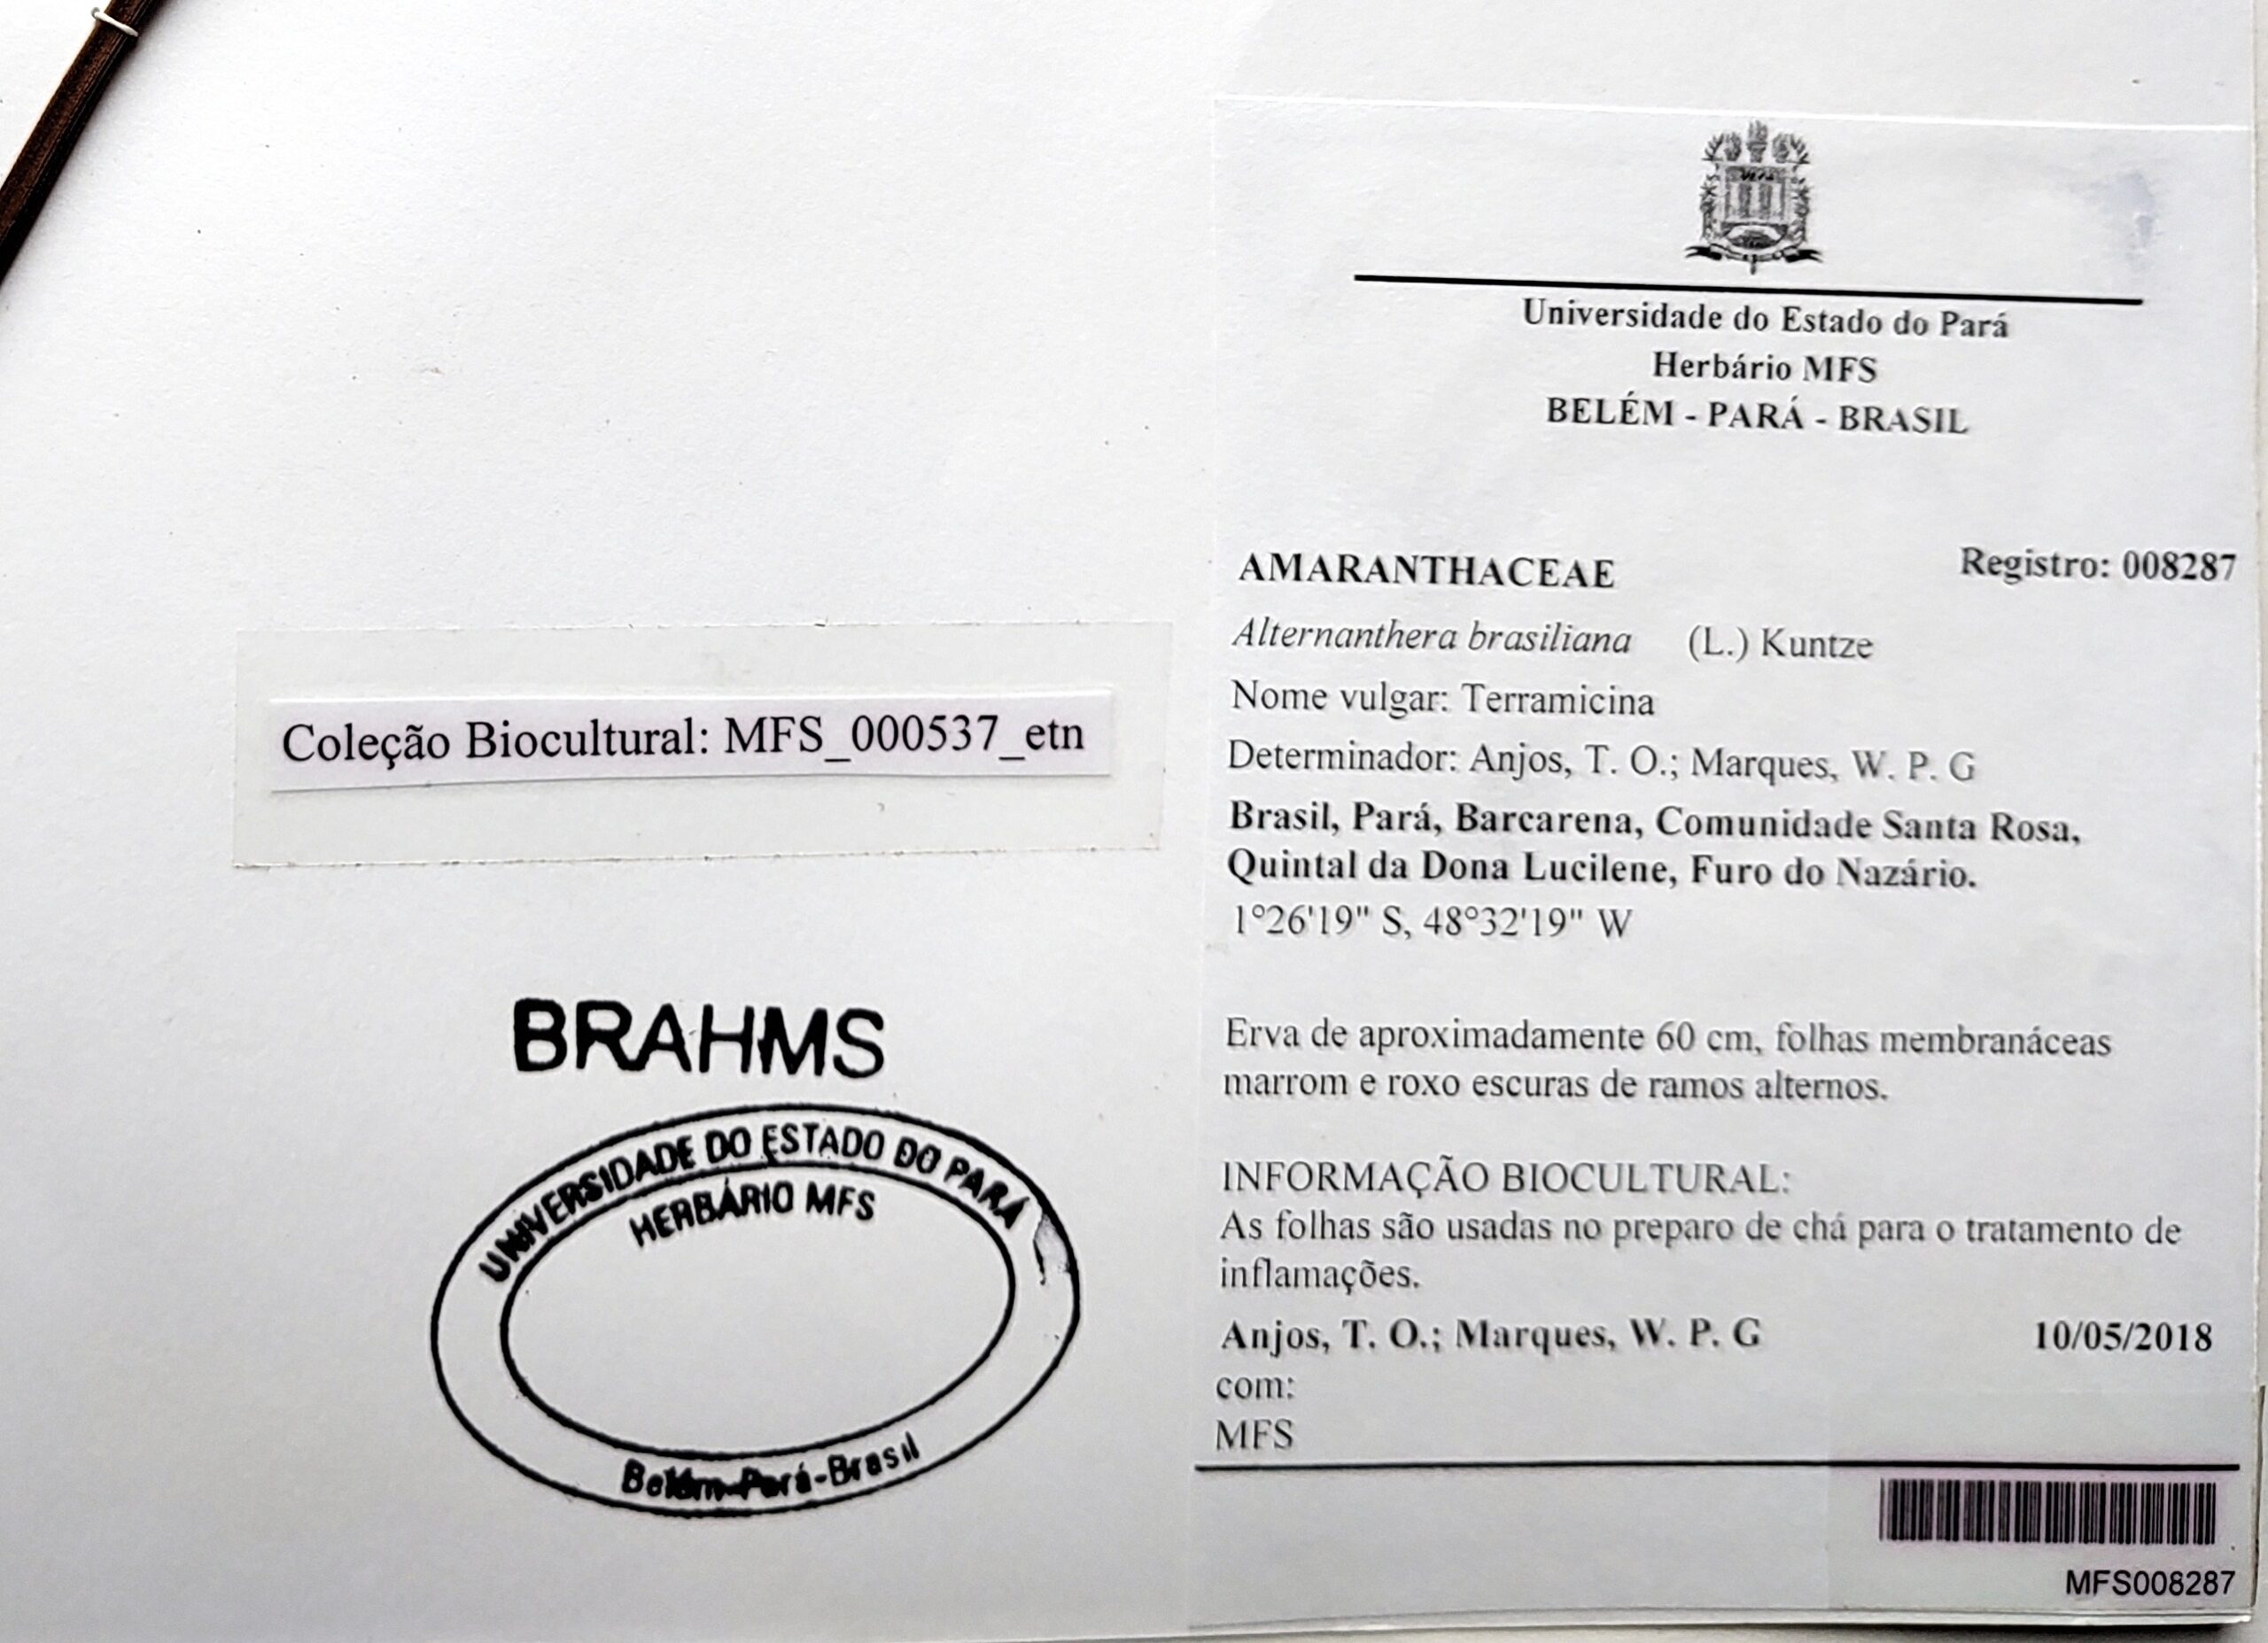 Universidade do Estado do Pará
Herbário MFS
BELÉM - PARÁ - BRASIL
AMARANTHACEAE Registro: 008287
Alternanthera brasiliana (L.) Kuntze
Nome vulgar: Terramicina
Determinador: Anjos, T. O.; Marques, W. P. G
Brasil, Pará, Barcarena, Comunidade Santa Rosa,
Quintal da Dona Lucilene, Furo do Nazário.
1°26'19" S, 48°32'19" W
Erva de aproximadamente 60 cm, folhas membranáceas
marrom e roxo escuras de ramos alternos.
INFORMAÇÃO BIOCULTURAL:
As folhas são usadas no preparo de chá para o tratamento de
inflamações.
Anjos, T. O.; Marques, W. P. G 10/05/2018
com:
MFS
MFS008287
Coleção Biocultural: MFS_000537_etn
BRAHMS
UNIVERSIDADE DO ESTADO DO PARÁ
HERBÁRIO MFS
Belém-Pará-Brasil